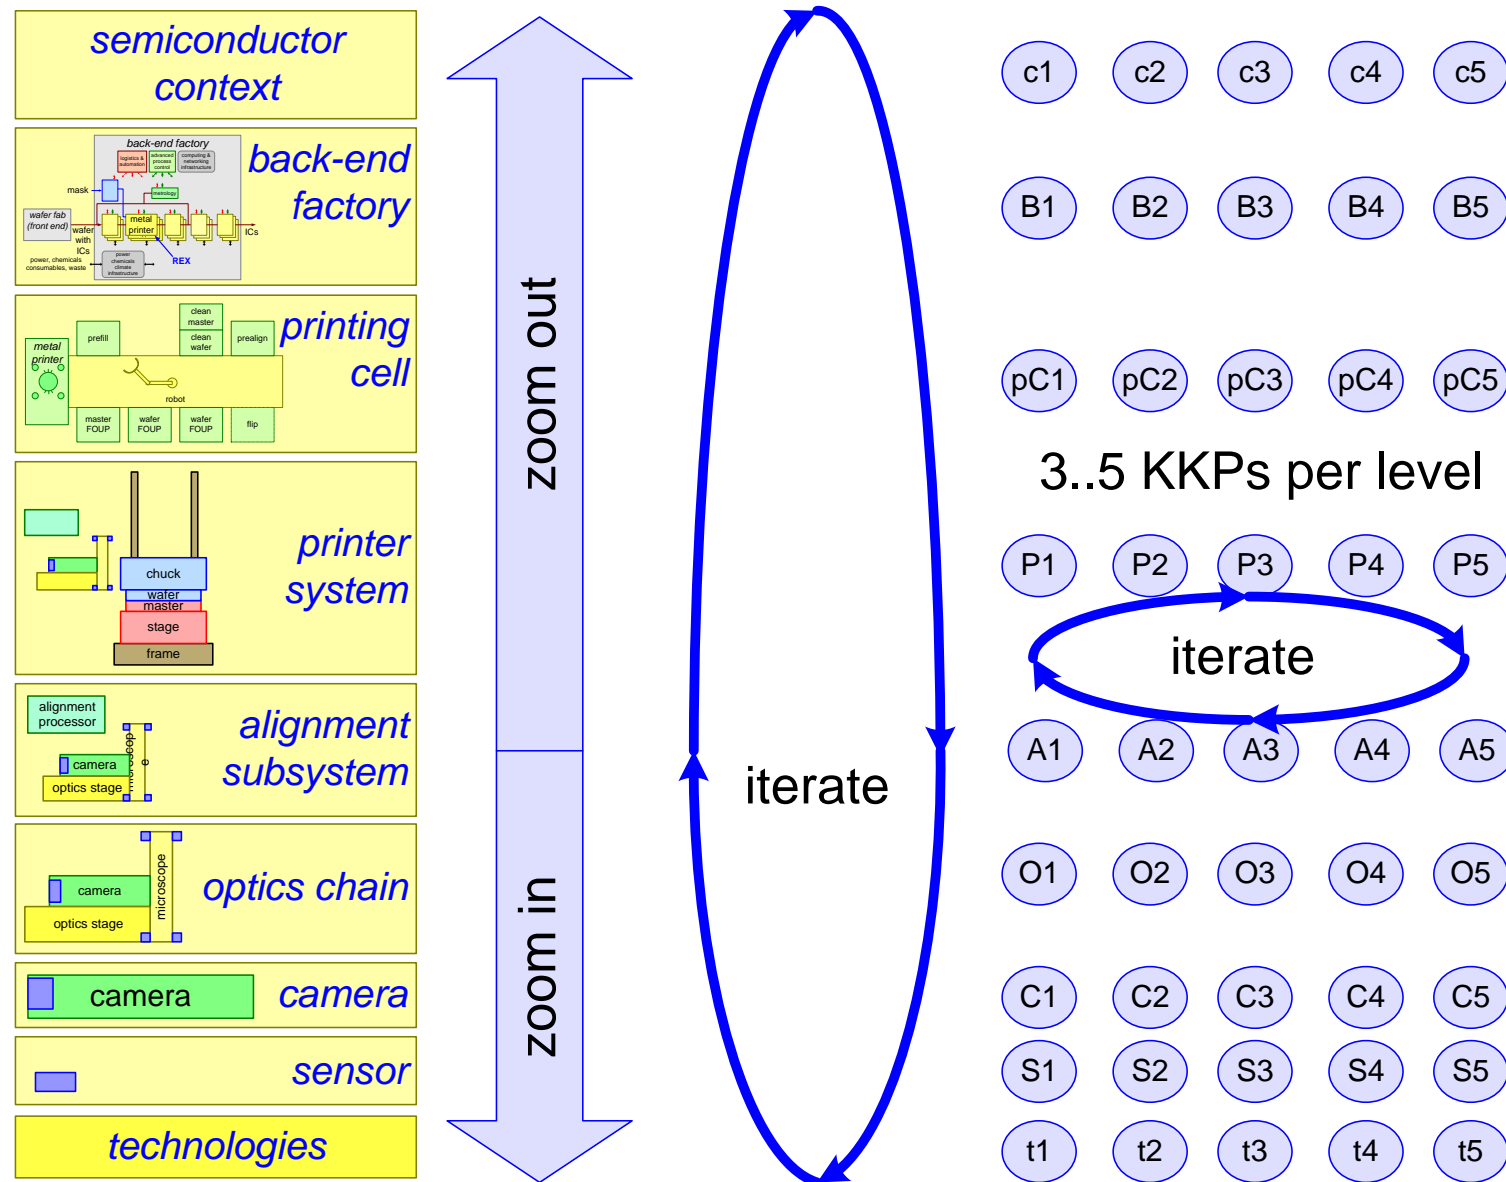 semiconductor
context
back-end factory
logistics &
automation
advanced
process
control
computing &
networking
infrastructure
mask
metrology
wafer fab
(front end)
wafer
with
ICs
metal
printer
ICs
REX
power, chemicals
consumables, waste
power
chemicals
climate
infrastructure
back-end
factory
metal
printer
prefill
clean
master
clean
wafer
prealign
robot
master
FOUP
wafer
FOUP
wafer
FOUP
flip
printing
cell
chuck
wafer
master
stage
frame
printer
system
alignment
processor
camera
optics stage
microscop
e
alignment
subsystem
camera
optics stage
microscope
optics chain
camera
camera
sensor
technologies
zoom out
zoom in
iterate
c1 c2 c3 c4 c5
B1 B2 B3 B4 B5
pC1 pC2 pC3 pC4 pC5
3..5 KKPs per level
P1 P2 P3 P4 P5
iterate
A1 A2 A3 A4 A5
O1 O2 O3 O4 O5
C1 C2 C3 C4 C5
S1 S2 S3 S4 S5
t1 t2 t3 t4 t5